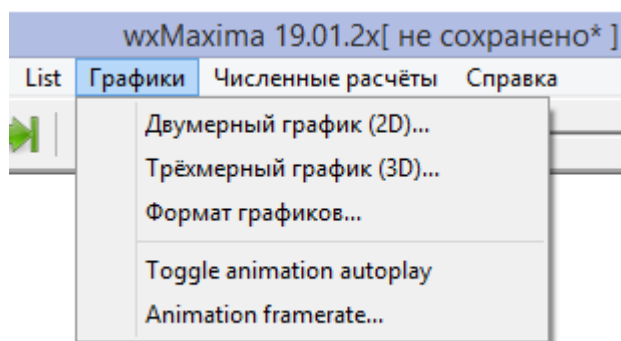 wxMaxima 19.01.2x[ не сохранено* ]
List Графики Численные расчёты Справка
Двумерный график (2D)...
Трёхмерный график (3D)...
Формат графиков...
Toggle animation autoplay
Animation framerate...